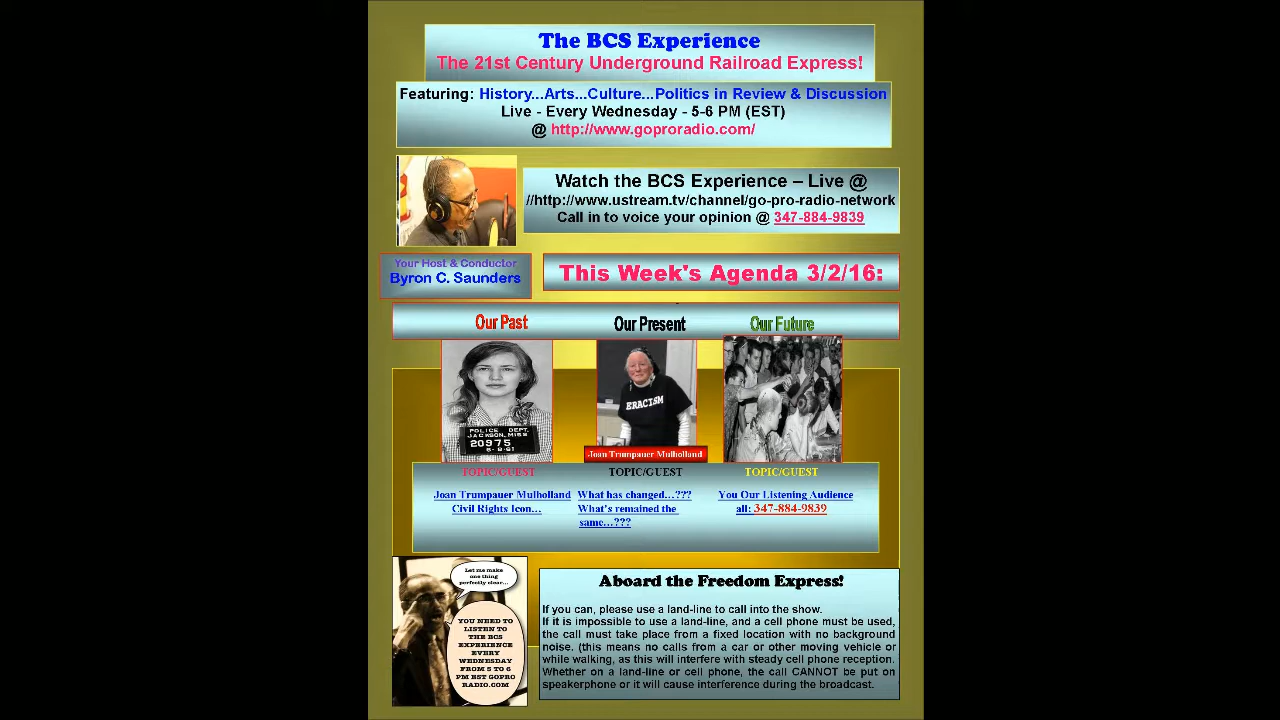 The BCS Experience
The 21st Century Underground Railroad Express!
Featuring: History...Arts...Culture...Politics in Review & Discussion
Live - Every Wednesday - 5-6 PM (EST)
@ http://www.goproradio.com/
Watch the BCS Experience – Live @
//http://www.ustream.tv/channel/go-pro-radio-network
Call in to voice your opinion @ 347-884-9839
Your Host & Conductor
Byron C. Saunders
This Week's Agenda 3/2/16:
Our Past
Our Present
Our Future
POLICE DEPT.
JACKSON, MISS
20975
6-8-61
ERACISM
Joan Trumpauer Mulholland
TOPIC/GUEST
Joan Trumpauer Mulholland
Civil Rights Icon...
TOPIC/GUEST
What has changed...???
What's remained the
same...???
TOPIC/GUEST
You Our Listening Audience
all: 347-884-9839
Let me make
one thing
perfectly clear...
YOU NEED TO
LISTEN TO
THE BCS
EXPERIENCE
EVERY
WEDNESDAY
FROM 5 TO 6
PM EST GOPRO
RADIO.COM
Aboard the Freedom Express!
If you can, please use a land-line to call into the show.
If it is impossible to use a land-line, and a cell phone must be used,
the call must take place from a fixed location with no background
noise. (this means no calls from a car or other moving vehicle or
while walking, as this will interfere with steady cell phone reception.
Whether on a land-line or cell phone, the call CANNOT be put on
speakerphone or it will cause interference during the broadcast.